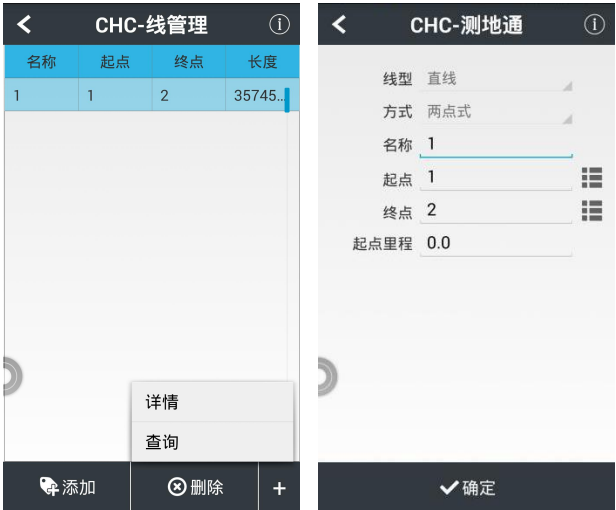 CHC-线管理
名称 起点 终点 长度
1 1 2 35745...
详情
查询
添加 删除 +
CHC-测地通
线型 直线
方式 两点式
名称 1
起点 1
终点 2
起点里程 0.0
确定